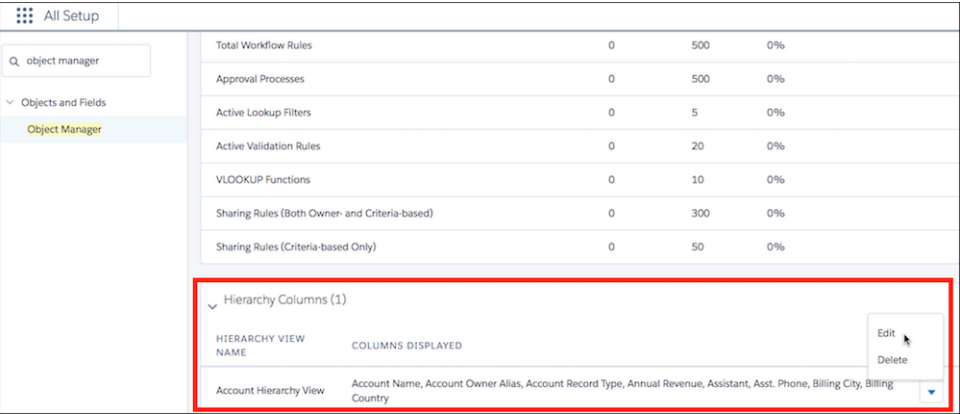 All Setup
object manager
Objects and Fields
Object Manager
Total Workflow Rules 0 500 0%
Approval Processes 0 500 0%
Active Lookup Filters 0 5 0%
Active Validation Rules 0 20 0%
VLOOKUP Functions 0 10 0%
Sharing Rules (Both Owner- and Criteria-based) 0 300 0%
Sharing Rules (Criteria-based Only) 0 50 0%
Hierarchy Columns (1)
HIERARCHY VIEW
NAME
COLUMNS DISPLAYED
Edit
Delete
Account Hierarchy View
Account Name, Account Owner Alias, Account Record Type, Annual Revenue, Assistant, Asst. Phone, Billing City, Billing
Country